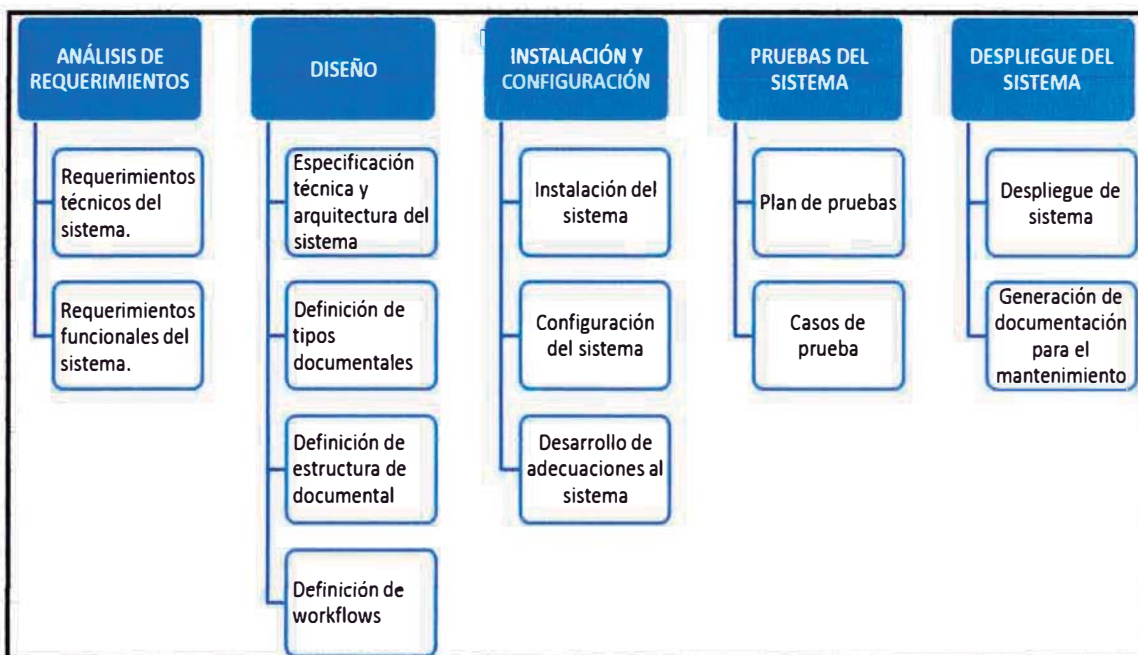 ANÁLISIS DE
REQUERIMIENTOS
Requerimientos
técnicos del
sistema.
Requerimientos
funcionales del
sistema.
DISEÑO
Especificación
técnica y
arquitectura del
sistema
Definición de
tipos
documentales
Definición de
estructura de
documental
Definición de
workflows
INSTALACIÓN Y
CONFIGURACIÓN
Instalación del
sistema
Configuración
del sistema
Desarrollo de
adecuaciones al
sistema
PRUEBAS DEL
SISTEMA
Plan de pruebas
Casos de
prueba
DESPLIEGUE DEL
SISTEMA
Despliegue de
sistema
Generación de
documentación
para el
mantenimiento